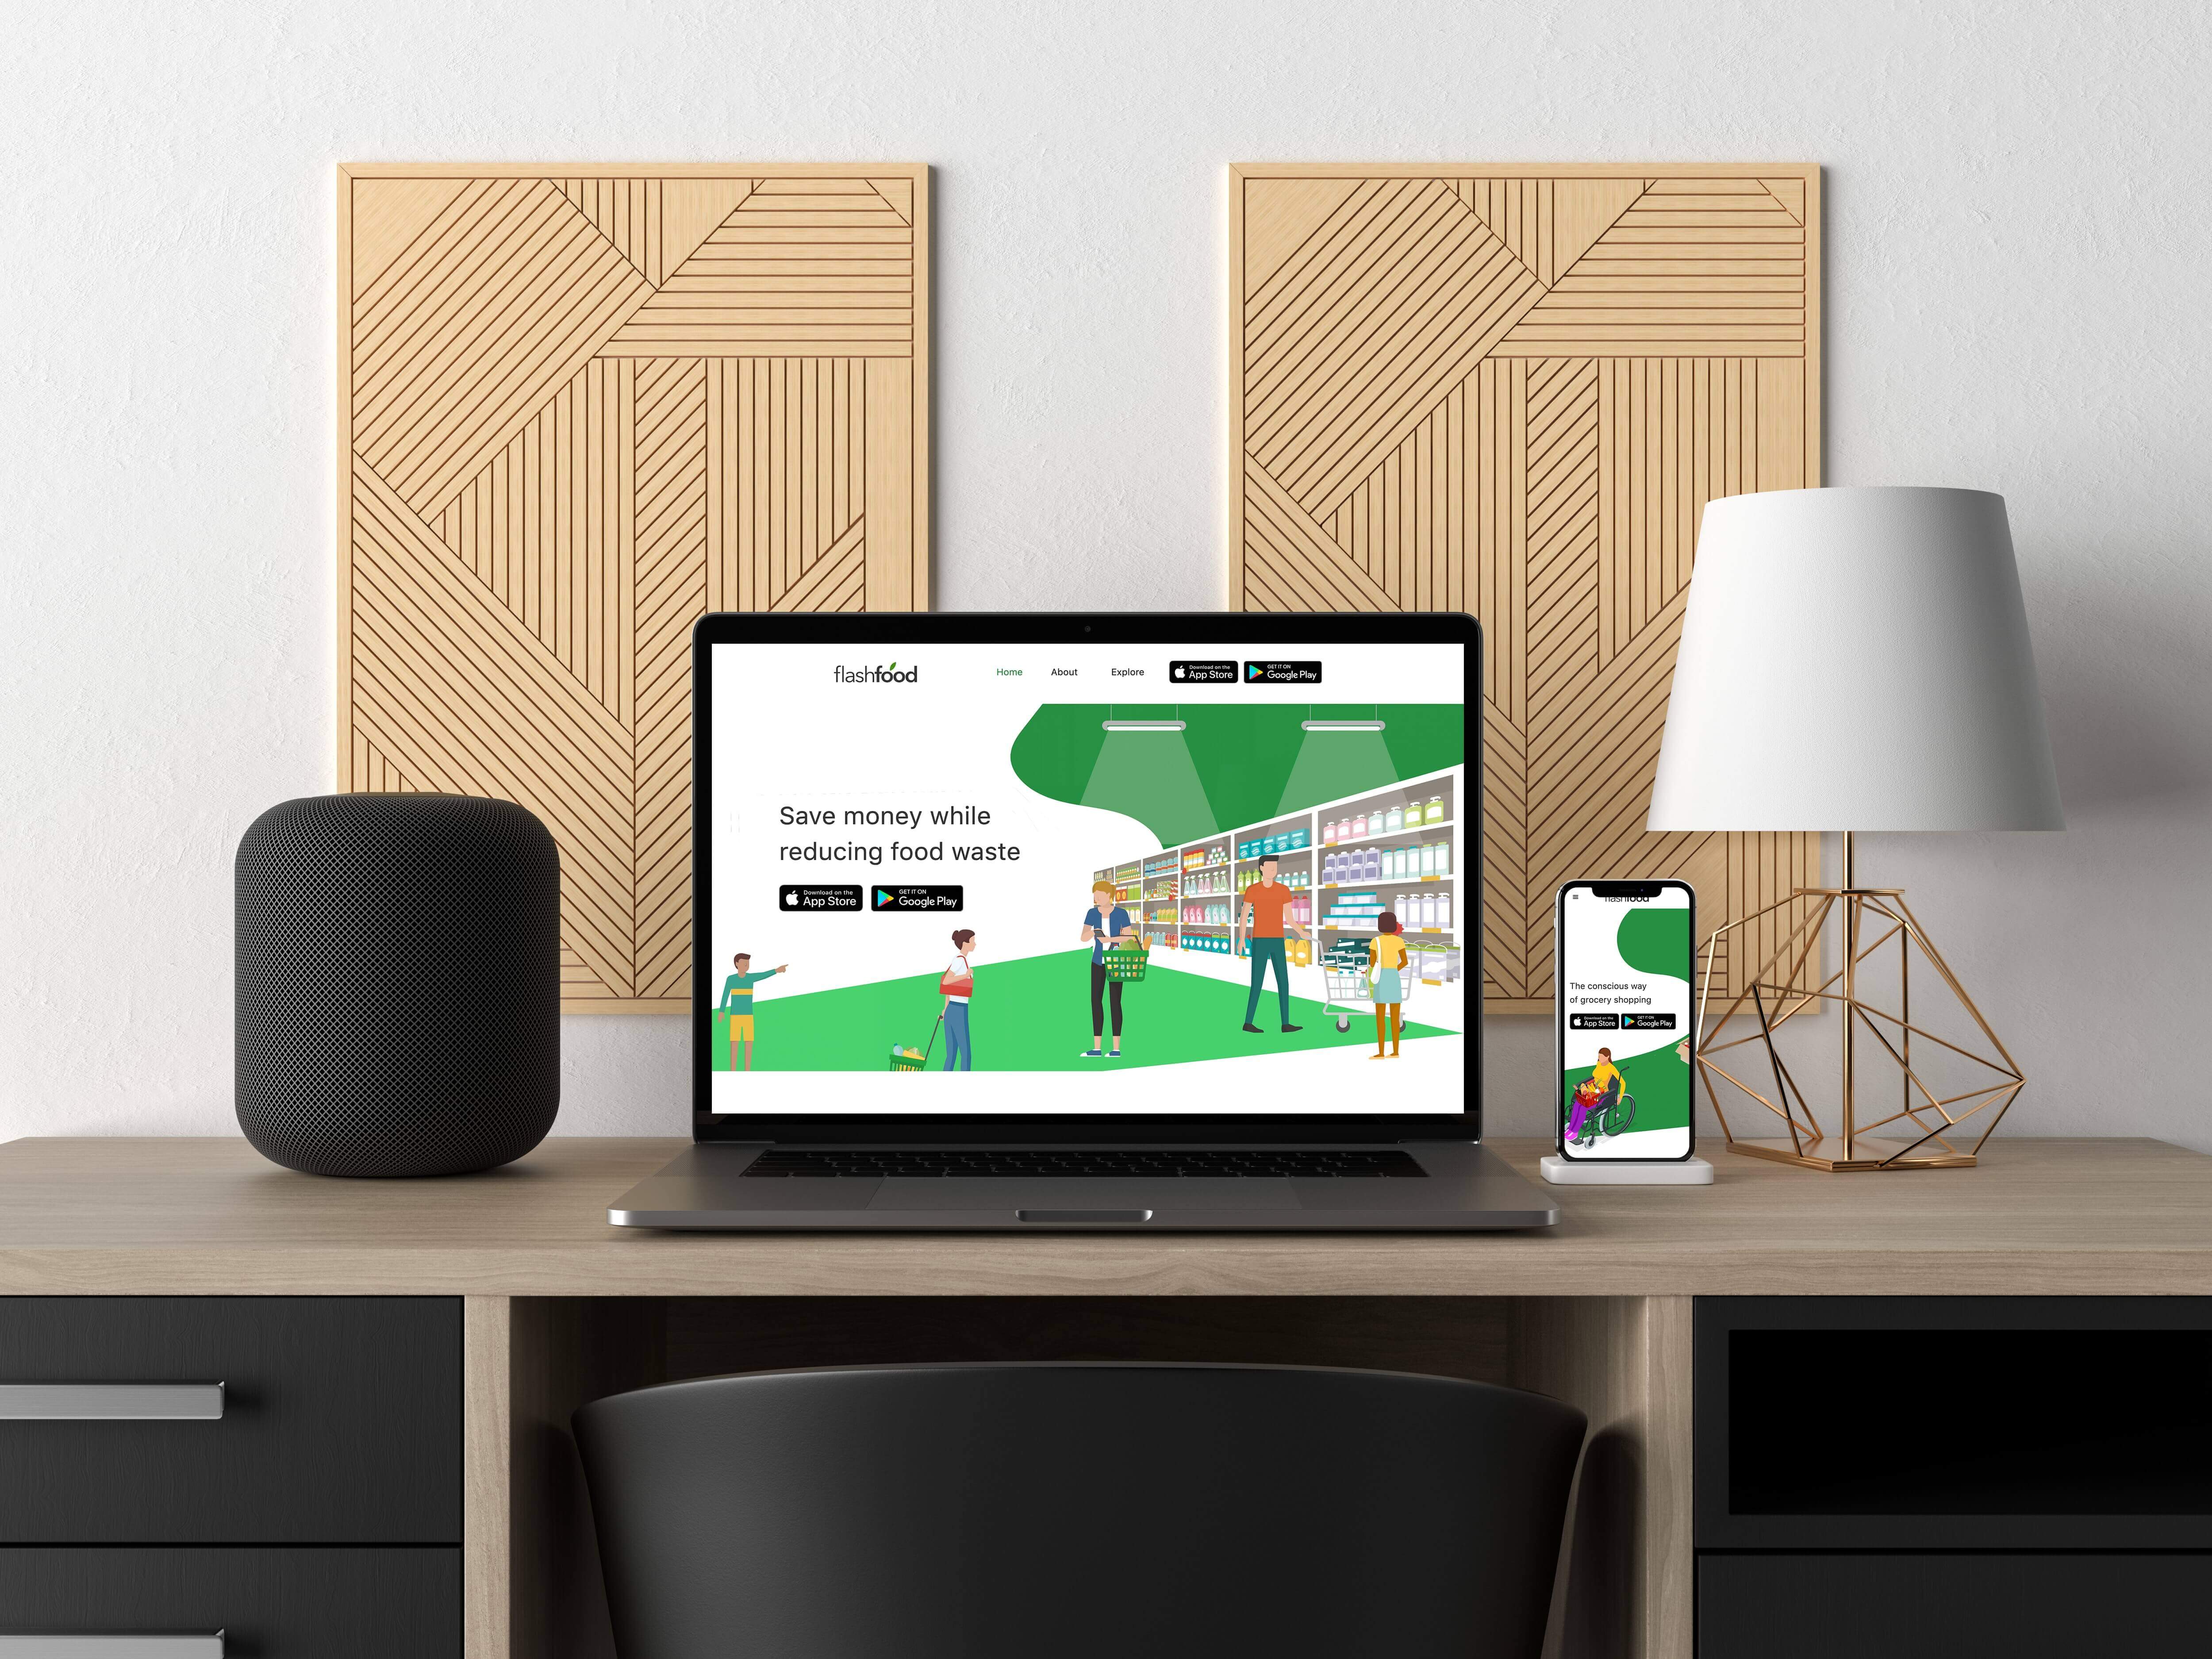 flashfood
Home
About
Explore
Download on the
App Store
GET IT ON
Google Play
Save money while
reducing food waste
Download on the
App Store
GET IT ON
Google Play
flashfood
The conscious way
of grocery shopping
Download on the
App Store
GET IT ON
Google Play